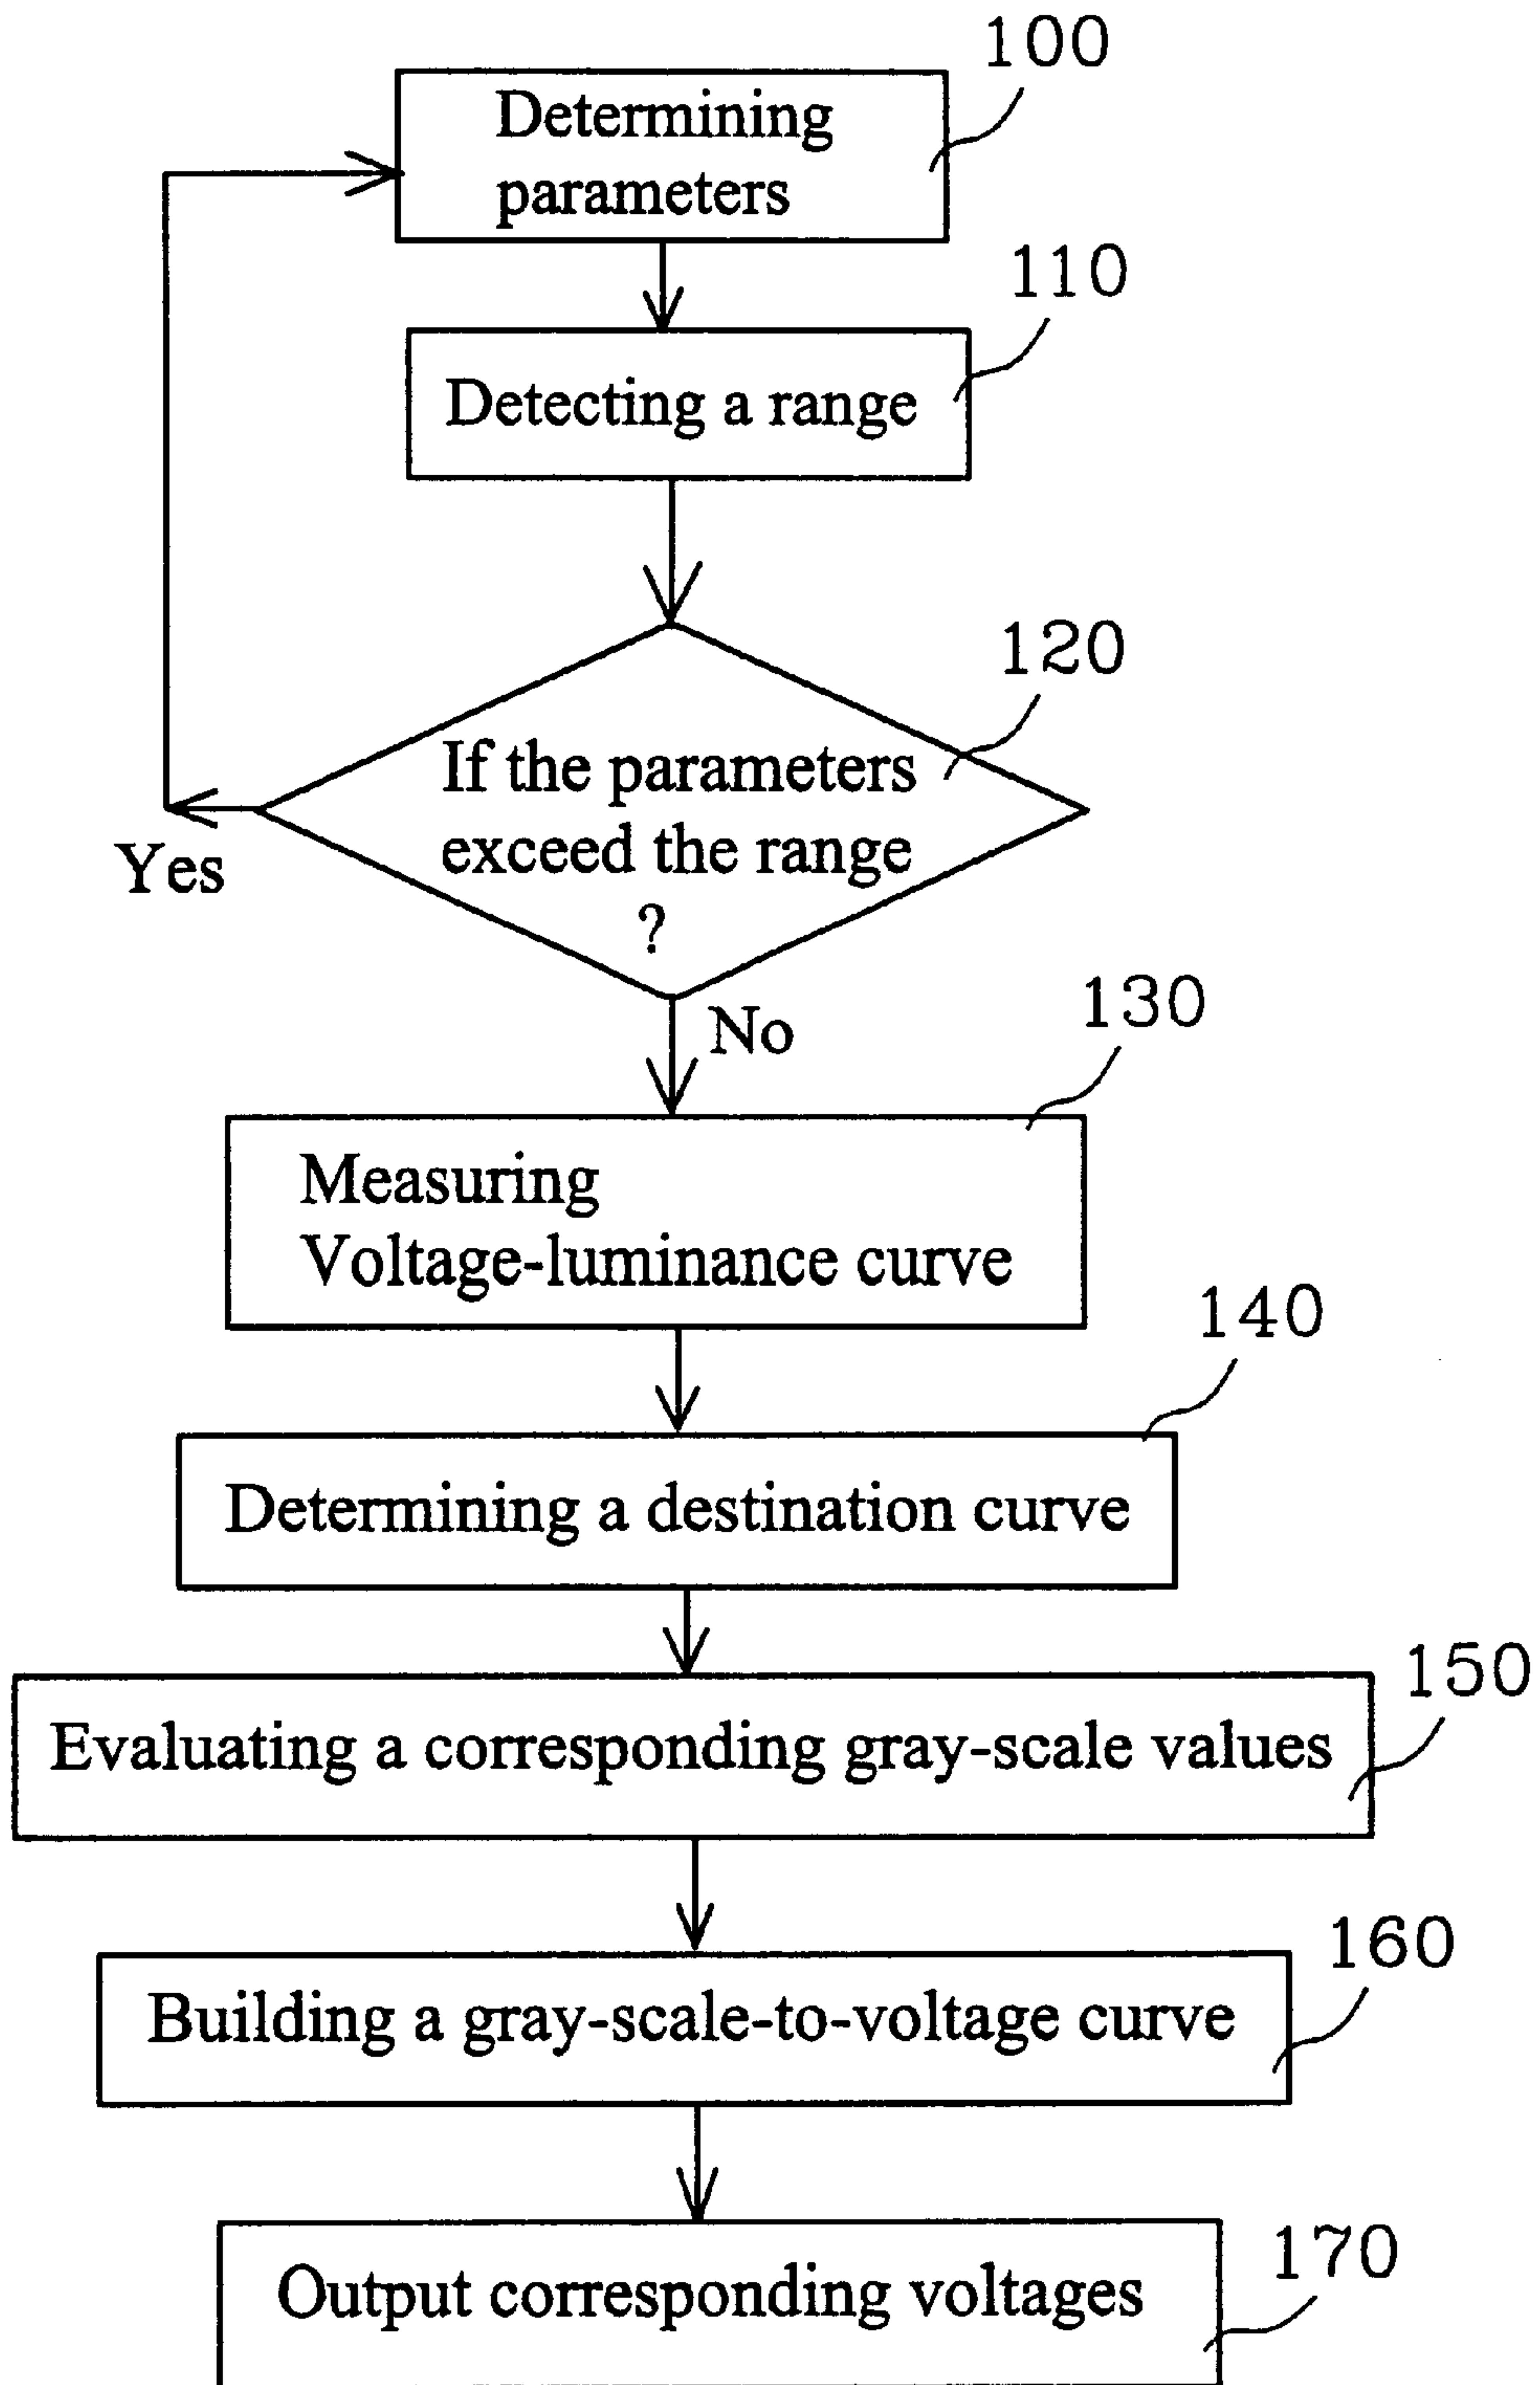 100
Determining
parameters
110
Detecting a range
120
If the parameters
exceed the range
?
Yes
No
130
Measuring
Voltage-luminance curve
140
Determining a destination curve
150
Evaluating a corresponding gray-scale values
160
Building a gray-scale-to-voltage curve
170
Output corresponding voltages